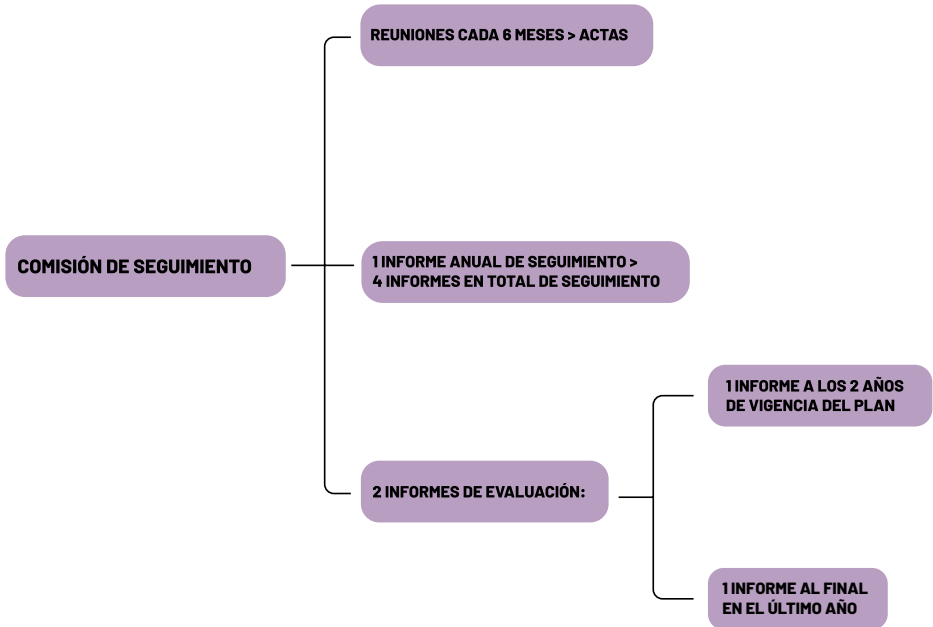 REUNIONES CADA 6 MESES > ACTAS
COMISIÓN DE SEGUIMIENTO
1 INFORME ANUAL DE SEGUIMIENTO >
4 INFORMES EN TOTAL DE SEGUIMIENTO
2 INFORMES DE EVALUACIÓN:
1 INFORME A LOS 2 AÑOS
DE VIGENCIA DEL PLAN
1 INFORME AL FINAL
EN EL ÚLTIMO AÑO